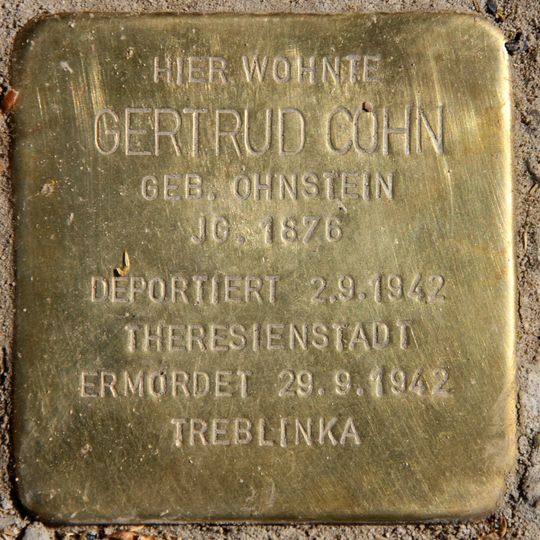 HIER WOHNTE
GERTRUD COHN
GEB. OHNSTEIN
JG. 1876
DEPORTIERT 2.9.1942
THERESIENSTADT
ERMORDET 29.9.1942
TREBLINKA